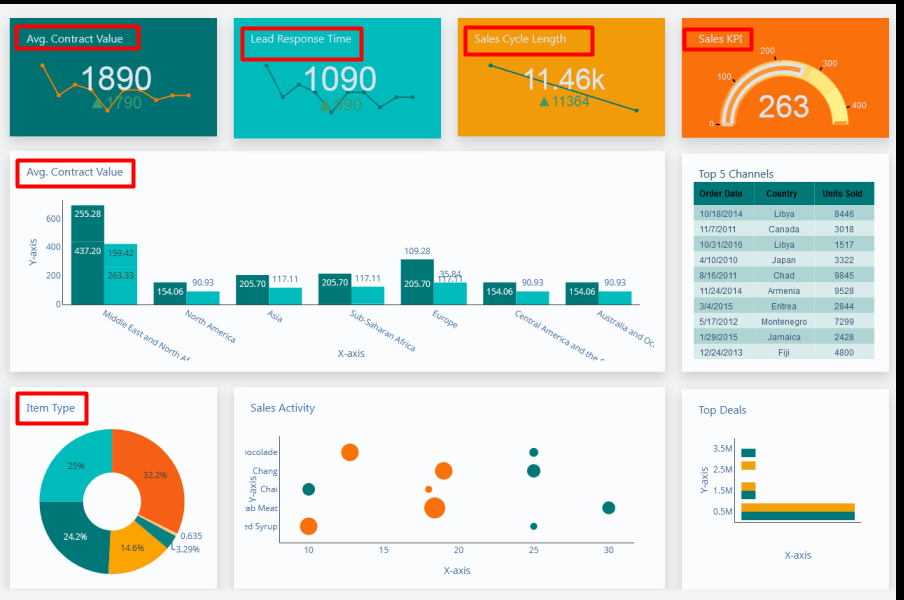 Avg. Contract Value
1890
▲1790
Lead Response Time
1090
▲990
Sales Cycle Length
11.46k
▲11364
Sales KPI
0
100
200
300
400
263
Avg. Contract Value
Y-axis
600
400
200
0
255.28
437.20
159.42
263.33
154.06
90.93
205.70
117.11
205.70
117.11
109.28
205.70
35.84
117.11
154.06
90.93
154.06
90.93
Middle East and North Af
North America
Asia
Sub-Saharan Africa
Europe
Central America and the
Australia and Oc
X-axis
Top 5 Channels
Order Date Country Units Sold
10/18/2014 Libya 8446
11/7/2011 Canada 3018
10/31/2016 Libya 1517
4/10/2010 Japan 3322
8/16/2011 Chad 9845
11/24/2014 Armenia 9528
3/4/2015 Eritrea 2844
5/17/2012 Montenegro 7299
1/29/2015 Jamaica 2428
12/24/2013 Fiji 4800
Item Type
25%
32.2%
24.2%
14.6%
0.635
3.29%
Sales Activity
Y-axis
ocolade
Chang
Chai
ab Meat
ed Syrup
10 15 20 25 30
X-axis
Top Deals
Y-axis
3.5M
2.5M
1.5M
0.5M
X-axis